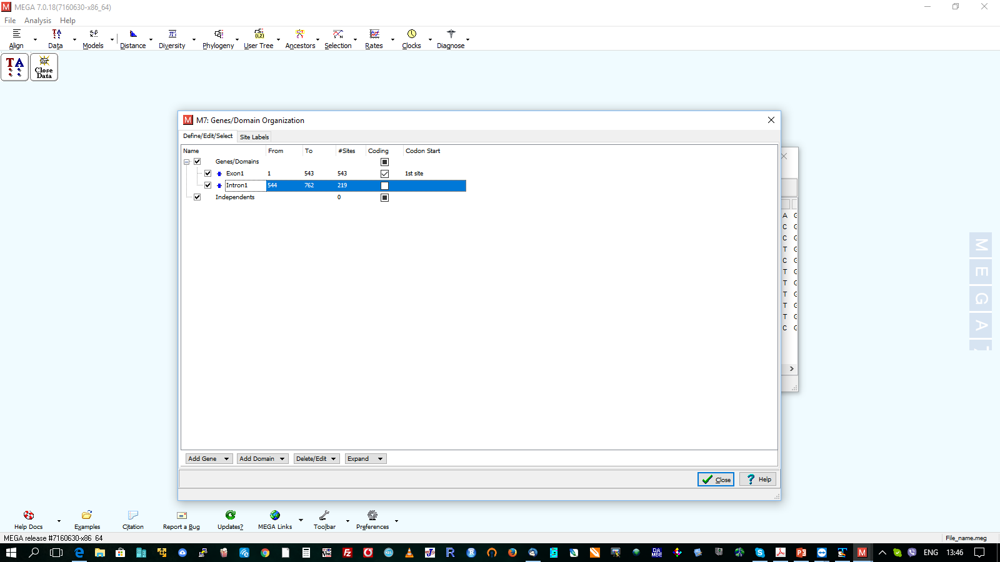 M MEGA 7.0.18(7160630-x86_64)
File Analysis Help
Align Data Models Distance Diversity Phylogeny User Tree Ancestors Selection Rates Clocks Diagnose
TA Close Data
M M7: Genes/Domain Organization
Define/Edit/Select Site Labels
Name From To #Sites Coding Codon Start
Genes/Domains
Exon1 1 543 543 1st site
Intron1 544 762 219
Independents 0
A G
C G
C G
T G
C G
T G
T G
T G
T G
T G
C G
M
E
G
A
Add Gene Add Domain Delete/Edit Expand
Close Help
Help Docs Examples Citation Report a Bug Updates? MEGA Links Toolbar Preferences
MEGA release #7160630-x86_64 File_name.meg
ENG 13:46